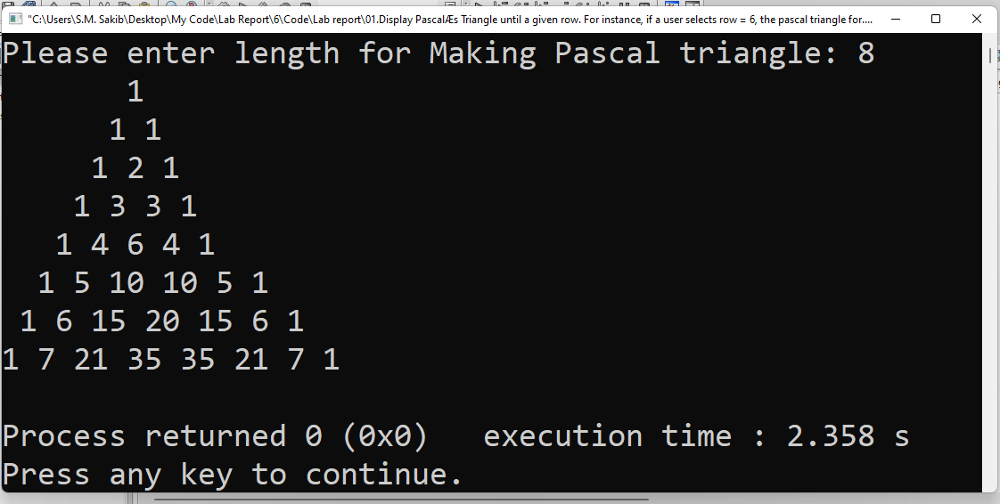 "C:\Users\S.M. Sakib\Desktop\My Code\Lab Report\6\Code\Lab report\01.Display PascalÆs Triangle until a given row. For instance, if a user selects row = 6, the pascal triangle for....
Please enter length for Making Pascal triangle: 8
       1
      1 1
     1 2 1
    1 3 3 1
   1 4 6 4 1
  1 5 10 10 5 1
 1 6 15 20 15 6 1
1 7 21 35 35 21 7 1

Process returned 0 (0x0)   execution time : 2.358 s
Press any key to continue.